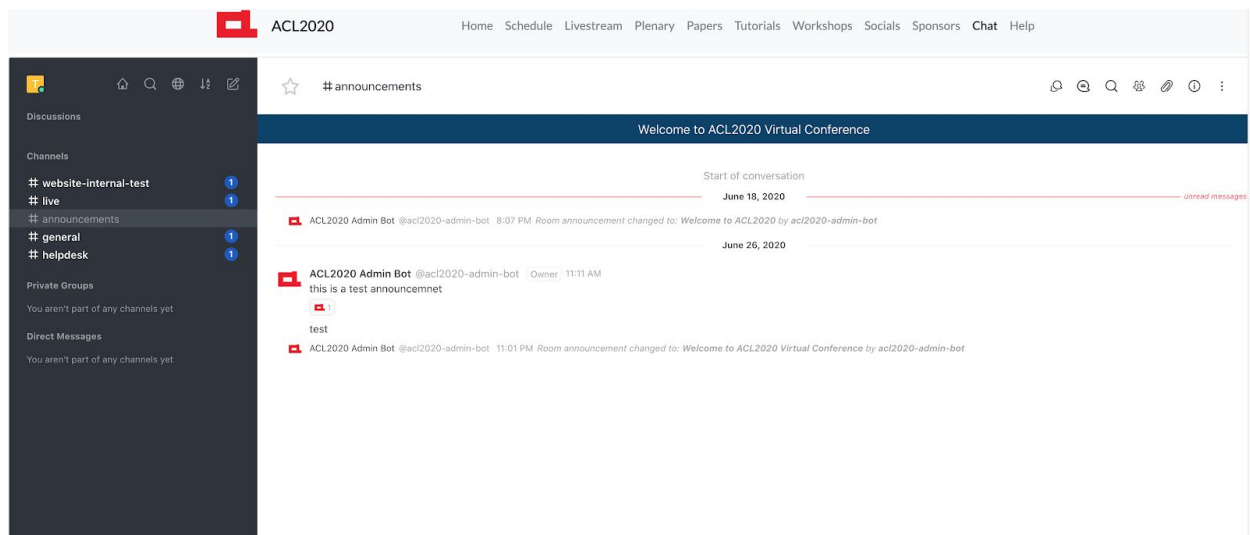 ACL2020
Home Schedule Livestream Plenary Papers Tutorials Workshops Socials Sponsors Chat Help
T
Discussions
Channels
# website-internal-test 1
# live 1
# announcements
# general 1
# helpdesk 1
Private Groups
You aren't part of any channels yet
Direct Messages
You aren't part of any channels yet
# announcements
Welcome to ACL2020 Virtual Conference
Start of conversation
June 18, 2020 unread messages
ACL2020 Admin Bot @acl2020-admin-bot 8:07 PM Room announcement changed to: Welcome to ACL2020 by acl2020-admin-bot
June 26, 2020
ACL2020 Admin Bot @acl2020-admin-bot Owner 11:11 AM
this is a test announcemnet
1
test
ACL2020 Admin Bot @acl2020-admin-bot 11:01 PM Room announcement changed to: Welcome to ACL2020 Virtual Conference by acl2020-admin-bot